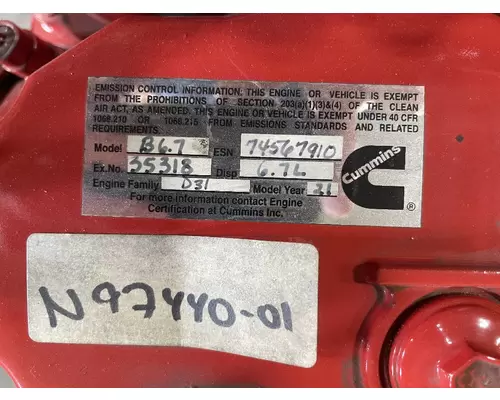 EMISSION CONTROL INFORMATION. THIS ENGINE OR VEHICLE IS EXEMPT
FROM THE PROHIBITIONS OF SECTION 203(a)(1)(3)&(4) OF THE CLEAN
AIR ACT, AS AMENDED. THIS ENGINE OR VEHICLE IS EXEMPT UNDER 40 CFR
1068.210 OR 1068.215 FROM EMISSIONS STANDARDS AND RELATED
REQUIREMENTS.
Model B6.7 ESN 74567910
Ex.No. 35318 Disp 6.7L
Engine Family D31 Model Year 21
For more information contact Engine
Certification at Cummins Inc.
Cummins
N97440-01